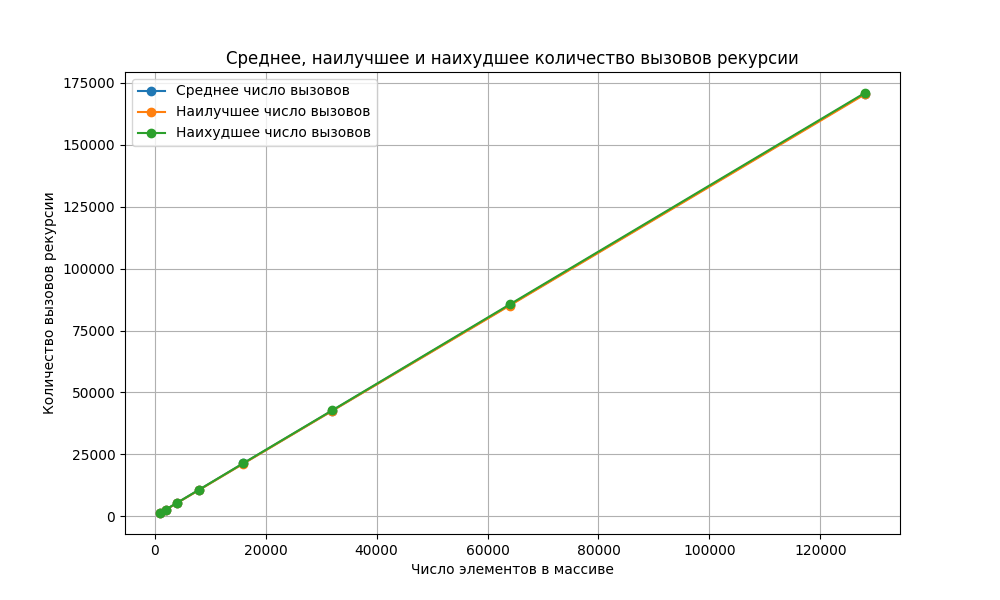 Среднее, наилучшее и наихудшее количество вызовов рекурсии
Среднее число вызовов
Наилучшее число вызовов
Наихудшее число вызовов
Количество вызовов рекурсии
175000
150000
125000
100000
75000
50000
25000
0
0 20000 40000 60000 80000 100000 120000
Число элементов в массиве